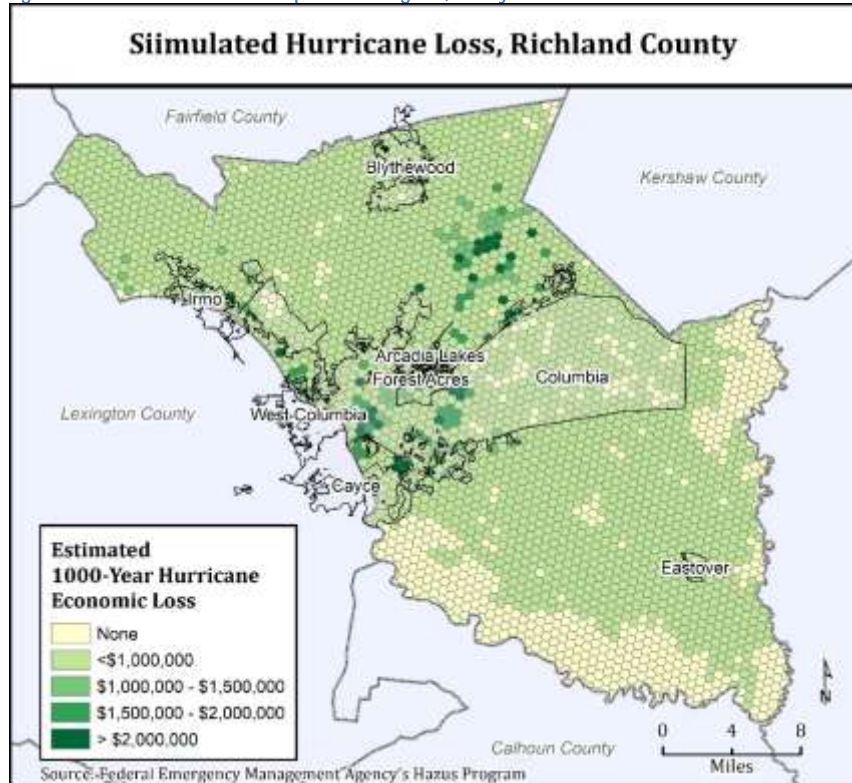 Siimulated Hurricane Loss, Richland County
Fairfield County
Blythewood
Kershaw County
Irmo
Arcadia Lakes
Forest Acres
Columbia
Lexington County
West Columbia
Cayce
Eastover
Estimated
1000-Year Hurricane
Economic Loss
None
<$1,000,000
$1,000,000 - $1,500,000
$1,500,000 - $2,000,000
> $2,000,000
N
0 4 8
Miles
Calhoun County
Source: Federal Emergency Management Agency's Hazus Program